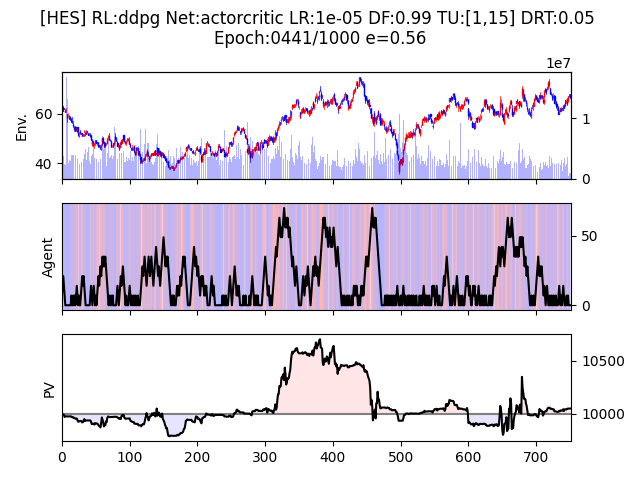 [HES] RL:ddpg Net:actorcritic LR:1e-05 DF:0.99 TU:[1,15] DRT:0.05
Epoch:0441/1000 e=0.56
1e7
Env.
60
40
1
0
Agent
50
0
PV
10500
10000
0
100
200
300
400
500
600
700